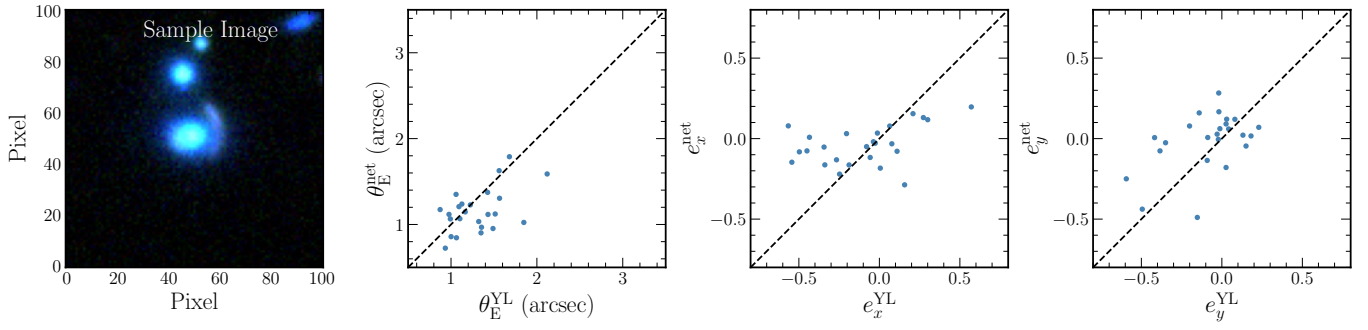 Sample Image
100
80
60
40
20
0
Pixel
0 20 40 60 80 100
Pixel
3
2
1
θ_E^net (arcsec)
1 2 3
θ_E^YL (arcsec)
0.5
0.0
−0.5
e_x^net
−0.5 0.0 0.5
e_x^YL
0.5
0.0
−0.5
e_y^net
−0.5 0.0 0.5
e_y^YL